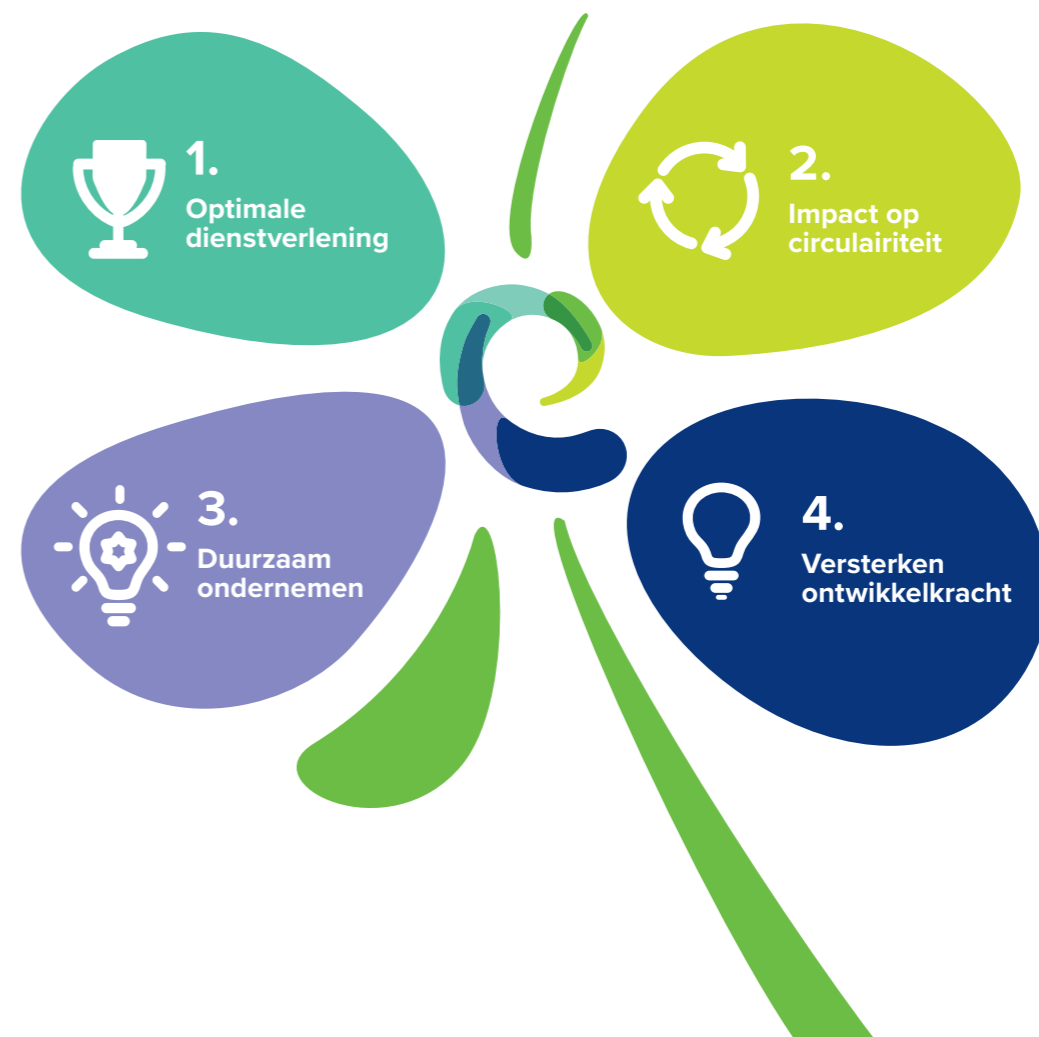 1.
Optimale
dienstverlening
2.
Impact op
circulairiteit
3.
Duurzaam
ondernemen
4.
Versterken
ontwikkelkracht